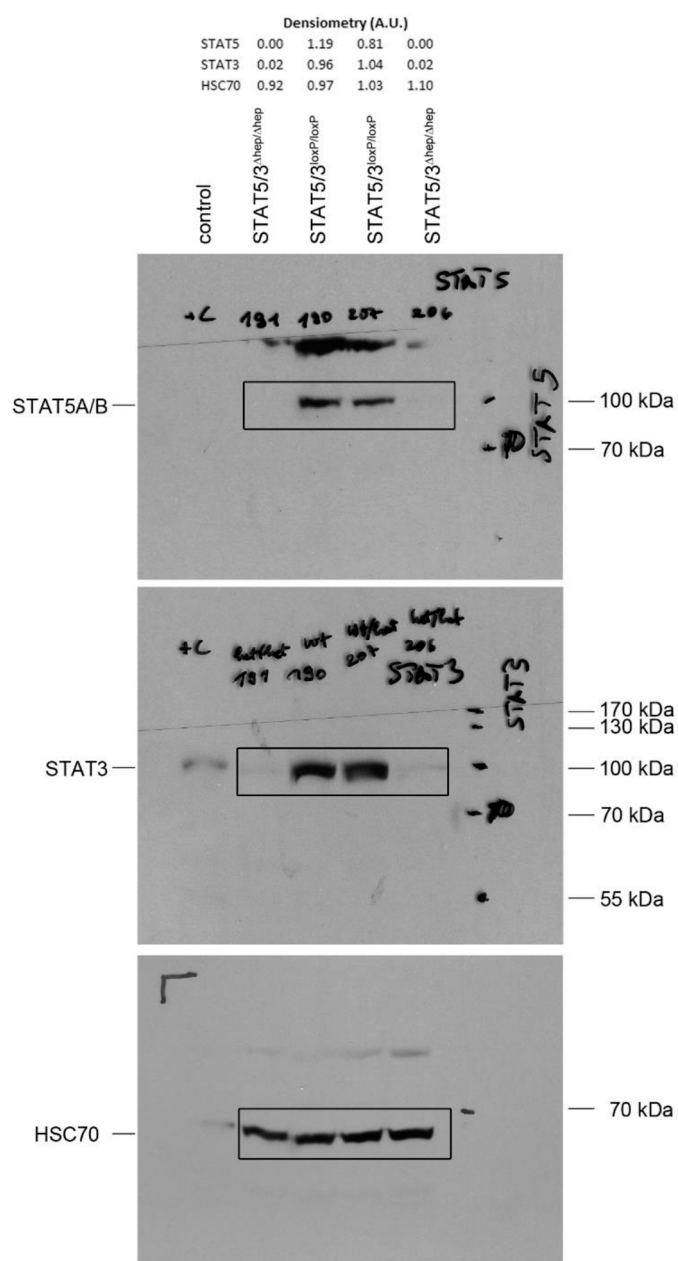 Densiometry (A.U.)
STAT5 0.00 1.19 0.81 0.00
STAT3 0.02 0.96 1.04 0.02
HSC70 0.92 0.97 1.03 1.10
control
STAT5/3Δhep/Δhep
STAT5/3loxP/loxP
STAT5/3loxP/loxP
STAT5/3Δhep/Δhep
STAT5
+C 191 190 207 206
STAT5A/B
100 kDa
70 kDa
STAT5
+C wt
191 190 207 206
STAT3
STAT3
STAT3
170 kDa
130 kDa
100 kDa
70 kDa
55 kDa
HSC70
70 kDa